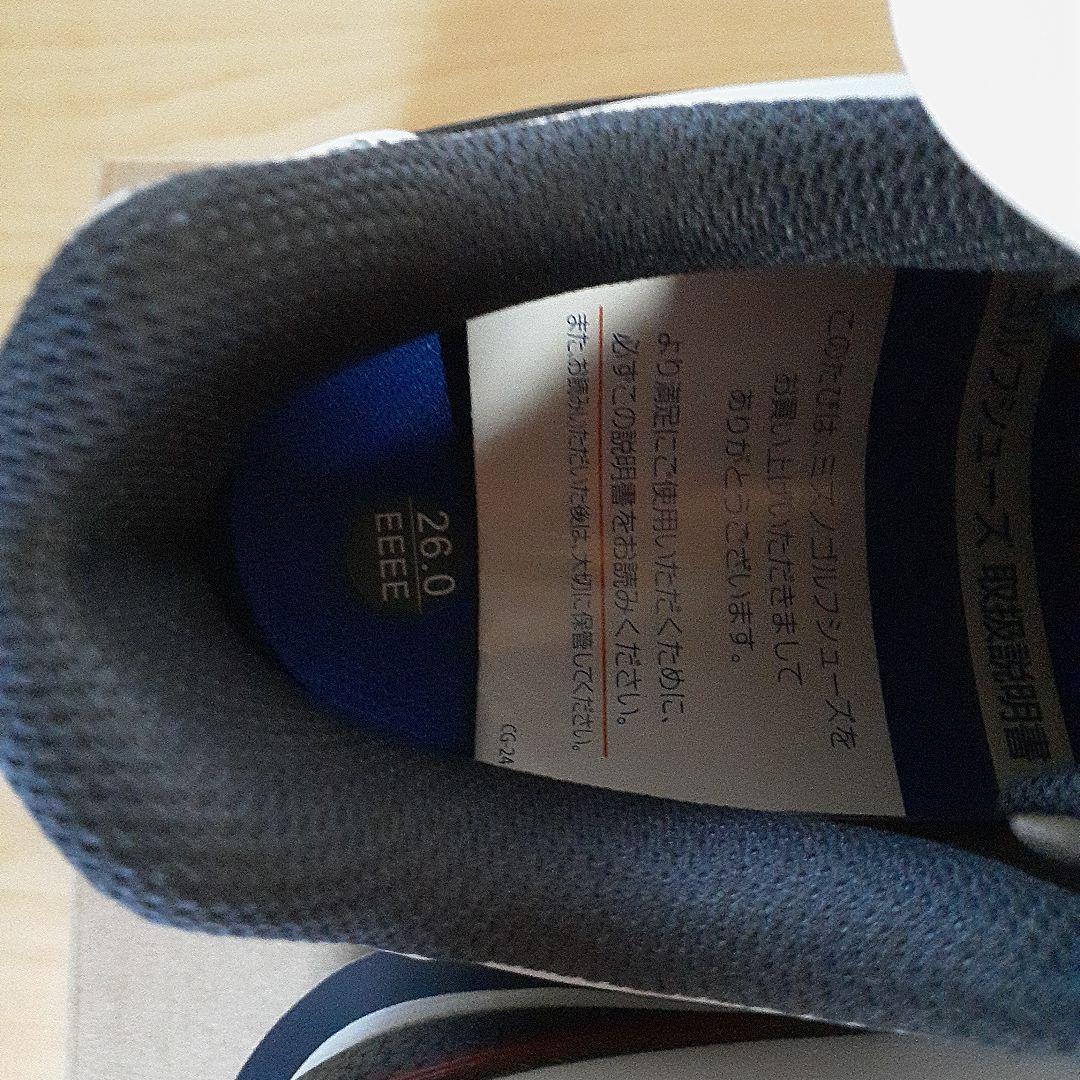 ゴルフシューズ 取扱説明書
このたびは、ミズノゴルフシューズを
お買い上げいただきまして
ありがとうございます。
より満足にご使用いただくために、
必ずこの説明書をお読みください。
また、お読みいただいた後は、大切に保管してください。
CG-24
26.0
EEEE